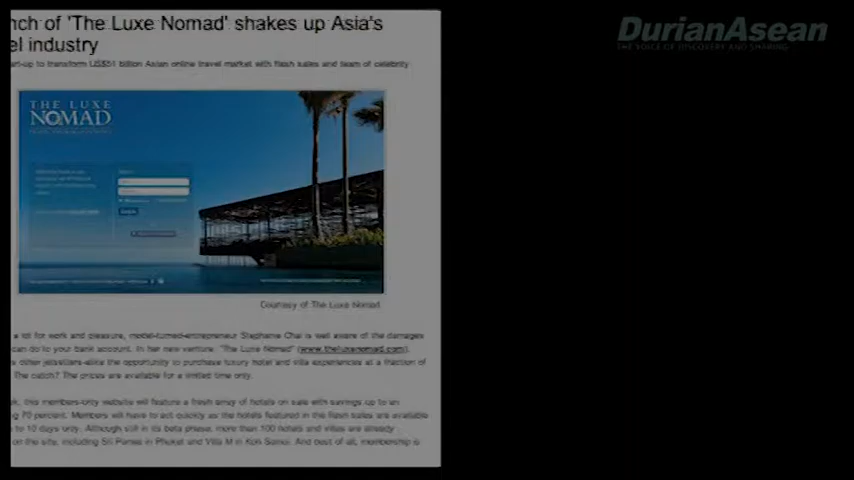 nch of 'The Luxe Nomad' shakes up Asia's
el industry
art-up to transform US$51 billion Asian online travel market with flash sales and team of celebrity
THE LUXE
NOMAD
Courtesy of The Luxe Nomad
a lot for work and pleasure, model-turned-entrepreneur Stephanie Chai is well aware of the damages
can do to your bank account. In her new venture, "The Luxe Nomad" (www.theluxenomad.com),
other jetsetters-alike the opportunity to purchase luxury hotel and villa experiences at a fraction of
The catch? The prices are available for a limited time only.
k, this members-only website will feature a fresh array of hotels on sale with savings up to an
g 70 percent. Members will have to act quickly as the hotels featured in the flash sales are available
to 10 days only. Although still in its beta phase, more than 100 hotels and villas are already
on the site, including Sri Panwa in Phuket and Villa M in Koh Samui. And best of all, membership is
DurianAsean
THE VOICE OF DISCOVERY AND SHARING